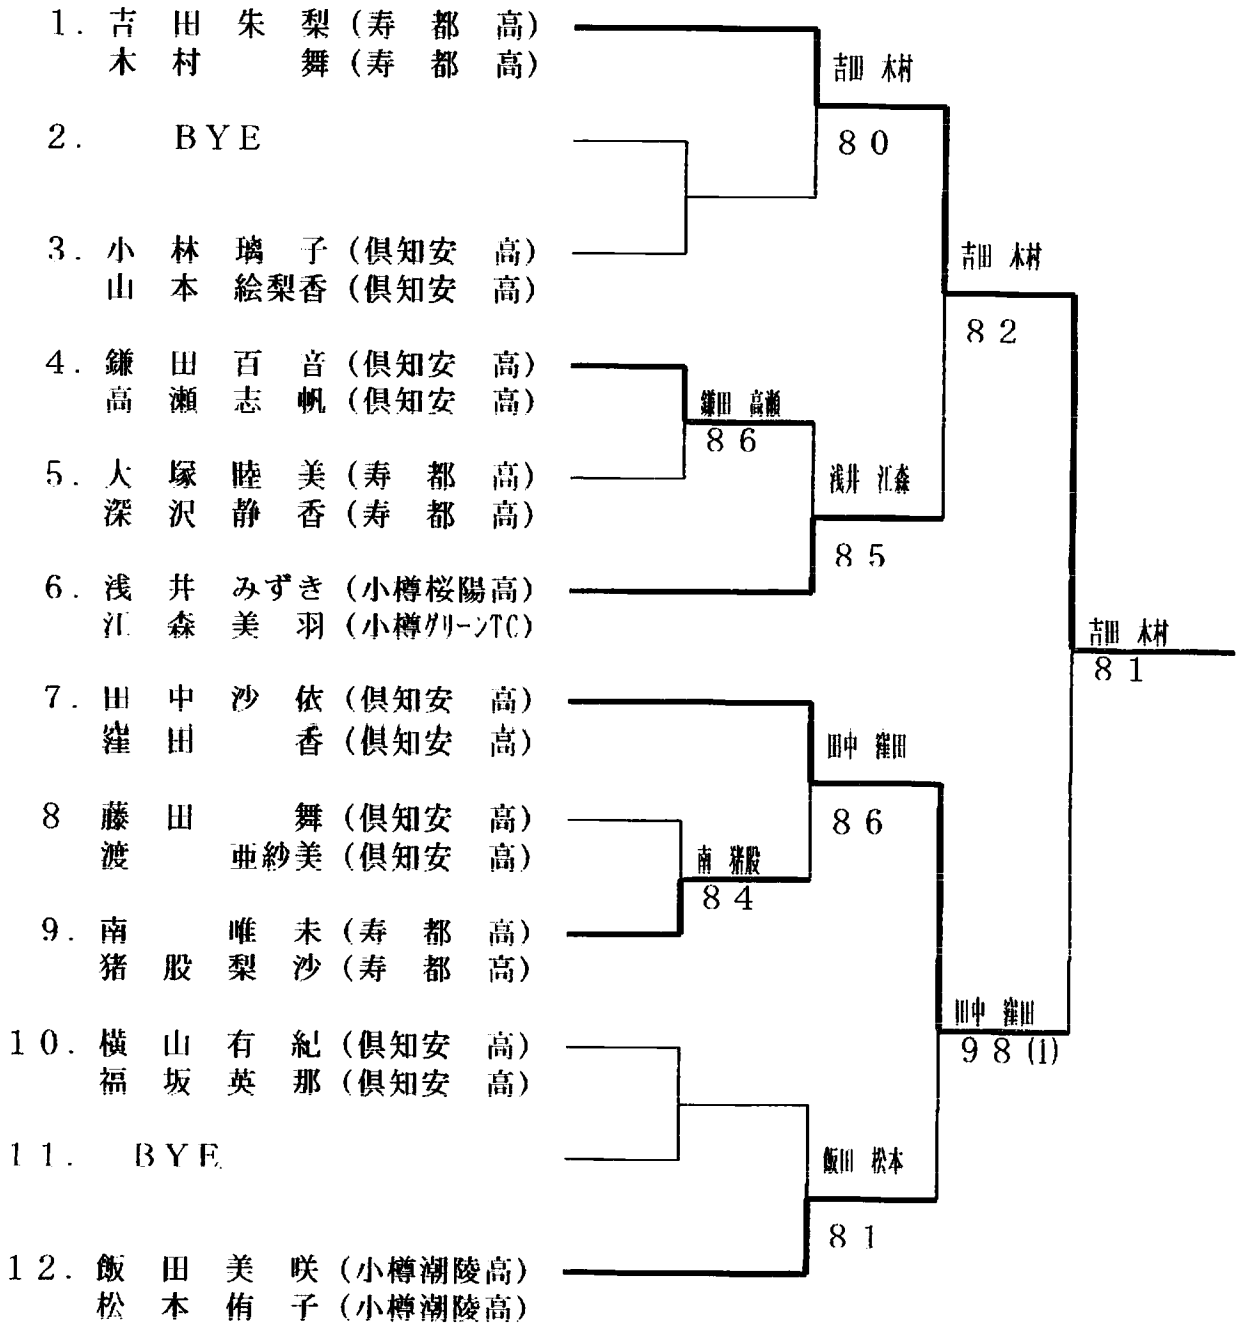 1. 吉田朱梨(寿都高)
木村舞(寿都高)
吉田 木村
80
2. BYE
3. 小林璃子(倶知安高)
山本絵梨香(倶知安高)
吉田 木村
82
4. 鎌田百音(倶知安高)
高瀬志帆(倶知安高)
鎌田 高瀬
86
5. 大塚睦美(寿都高)
深沢静香(寿都高)
浅井 江森
85
6. 浅井みずき(小樽桜陽高)
江森美羽(小樽グリーンTC)
吉田 木村
81
7. 田中沙依(倶知安高)
窪田香(倶知安高)
田中 窪田
86
8 藤田舞(倶知安高)
渡亜紗美(倶知安高)
南 猪股
84
9. 南唯未(寿都高)
猪股梨沙(寿都高)
田中 窪田
98(1)
10. 横山有紀(倶知安高)
福坂英那(倶知安高)
11. BYE
飯田 松本
81
12. 飯田美咲(小樽潮陵高)
松本侑子(小樽潮陵高)